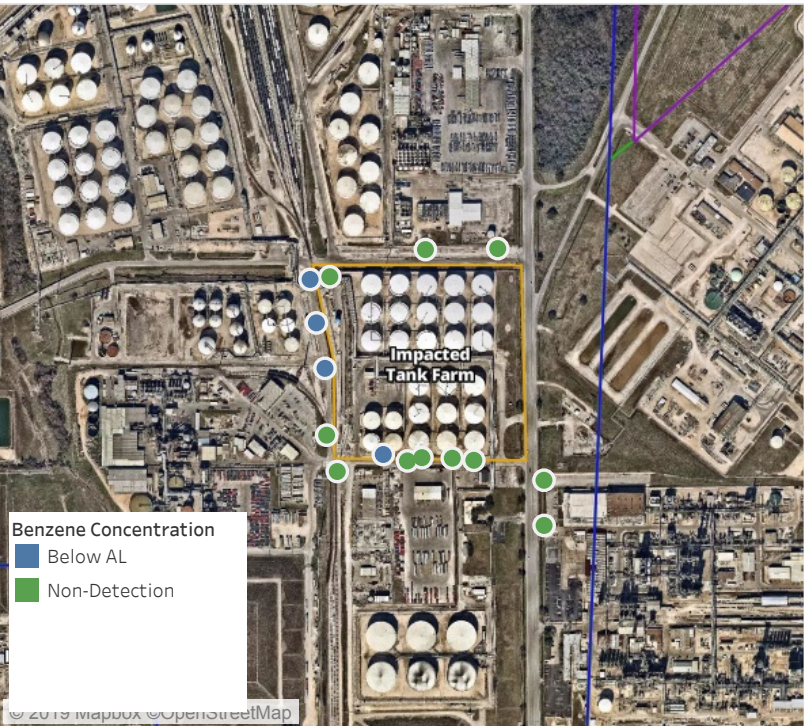 Impacted
Tank Farm
Benzene Concentration
Below AL
Non-Detection
© 2019 Mapbox ©OpenStreetMap